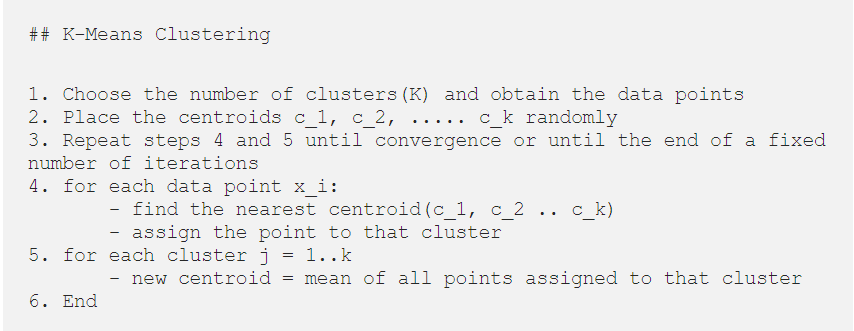 ## K-Means Clustering
1. Choose the number of clusters(K) and obtain the data points
2. Place the centroids c_1, c_2, ..... c_k randomly
3. Repeat steps 4 and 5 until convergence or until the end of a fixed
number of iterations
4. for each data point x_i:
- find the nearest centroid(c_1, c_2 .. c_k)
- assign the point to that cluster
5. for each cluster j = 1..k
- new centroid = mean of all points assigned to that cluster
6. End